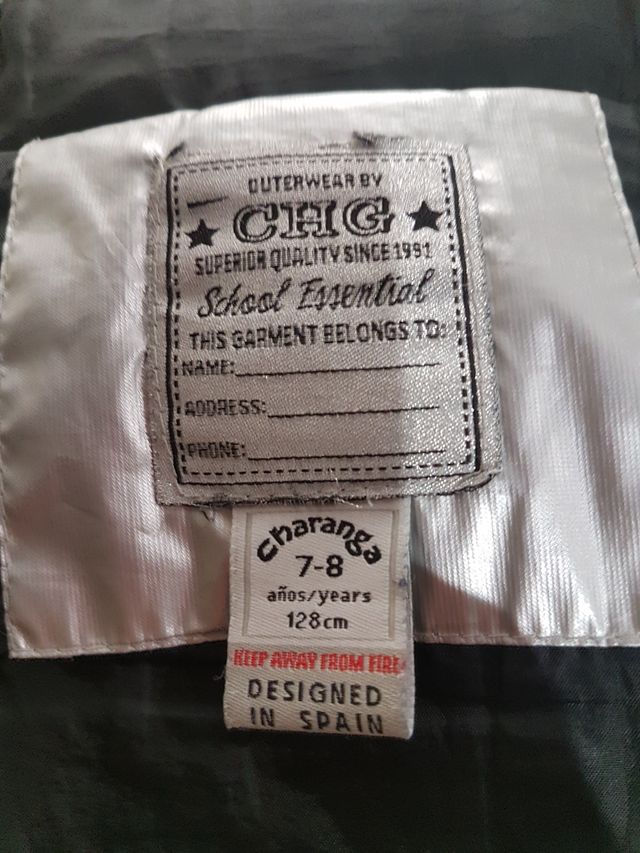 OUTERWEAR BY
CHG
SUPERIOR QUALITY SINCE 1991
School Essential
THIS GARMENT BELONGS TO:
NAME:
ADDRESS:
PHONE:
charanga
7-8
años/years
128cm
KEEP AWAY FROM FIRE
DESIGNED
IN SPAIN